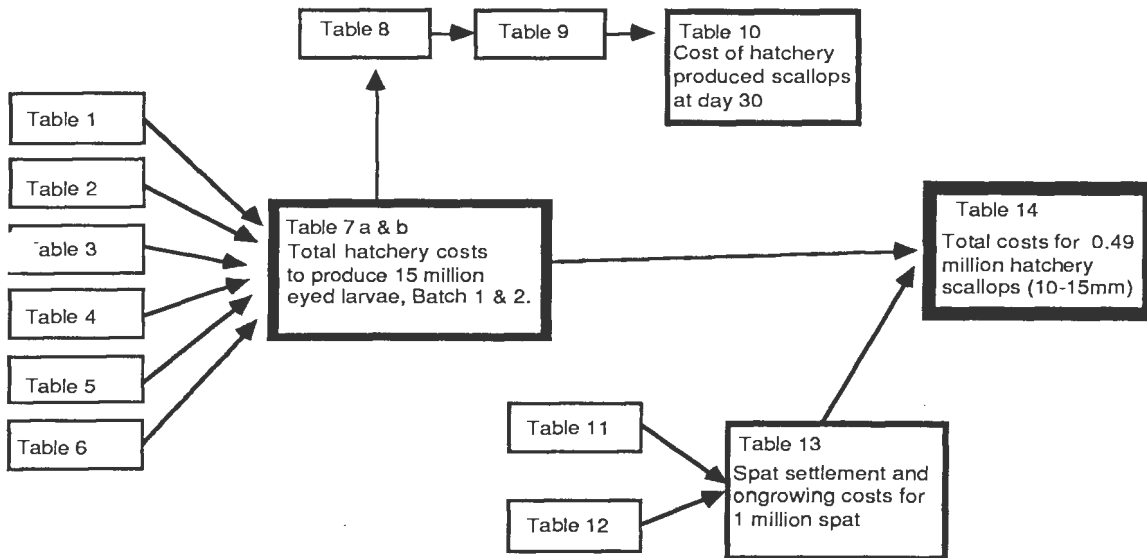 Table 8
Table 9
Table 10
Cost of hatchery
produced scallops
at day 30
Table 1
Table 2
Table 3
Table 4
Table 5
Table 6
Table 7 a & b
Total hatchery costs
to produce 15 million
eyed larvae, Batch 1 & 2.
Table 14
Total costs for 0.49
million hatchery
scallops (10-15mm)
Table 11
Table 12
Table 13
Spat settlement and
ongrowing costs for
1 million spat